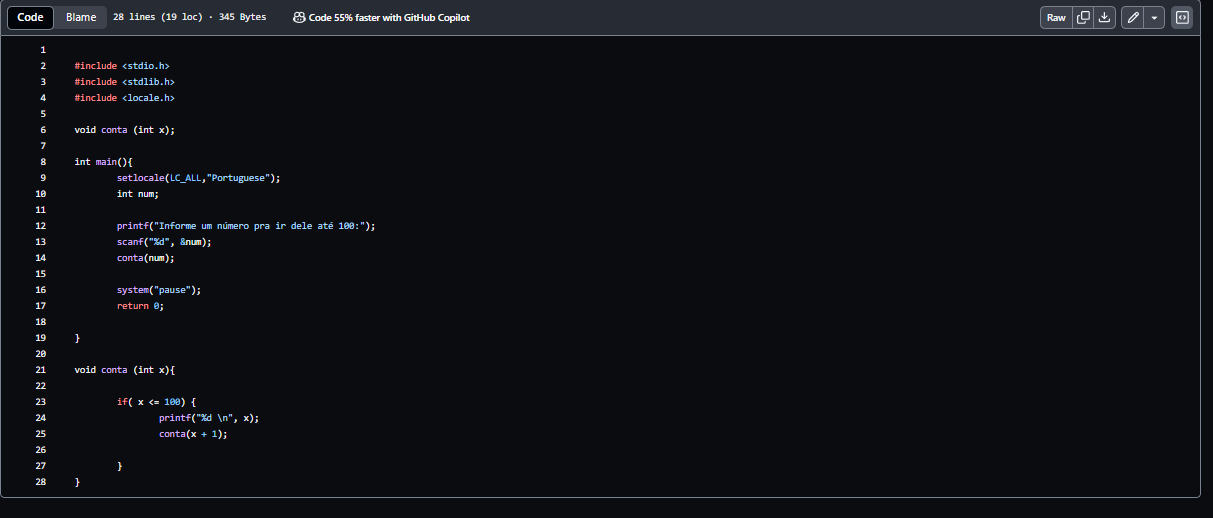 Code Blame 28 lines (19 loc) · 345 Bytes Code 55% faster with GitHub Copilot Raw
1
2 #include <stdio.h>
3 #include <stdlib.h>
4 #include <locale.h>
5
6 void conta (int x);
7
8 int main(){
9 setlocale(LC_ALL,"Portuguese");
10 int num;
11
12 printf("Informe um número pra ir dele até 100:");
13 scanf("%d", &num);
14 conta(num);
15
16 system("pause");
17 return 0;
18
19 }
20
21 void conta (int x){
22
23 if( x <= 100) {
24 printf("%d \n", x);
25 conta(x + 1);
26
27 }
28 }